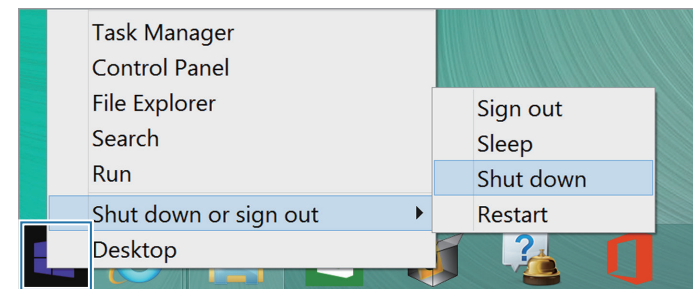 Task Manager
Control Panel
File Explorer
Search
Run
Shut down or sign out
Desktop
Sign out
Sleep
Shut down
Restart
?